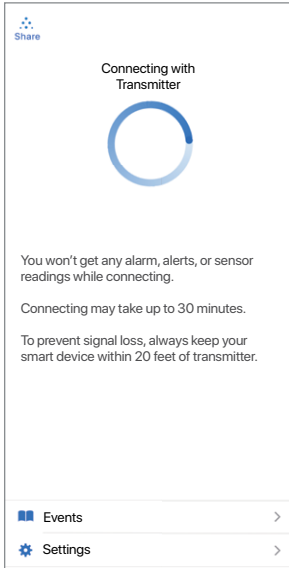 Share
Connecting with
Transmitter
You won't get any alarm, alerts, or sensor
readings while connecting.
Connecting may take up to 30 minutes.
To prevent signal loss, always keep your
smart device within 20 feet of transmitter.
Events
Settings